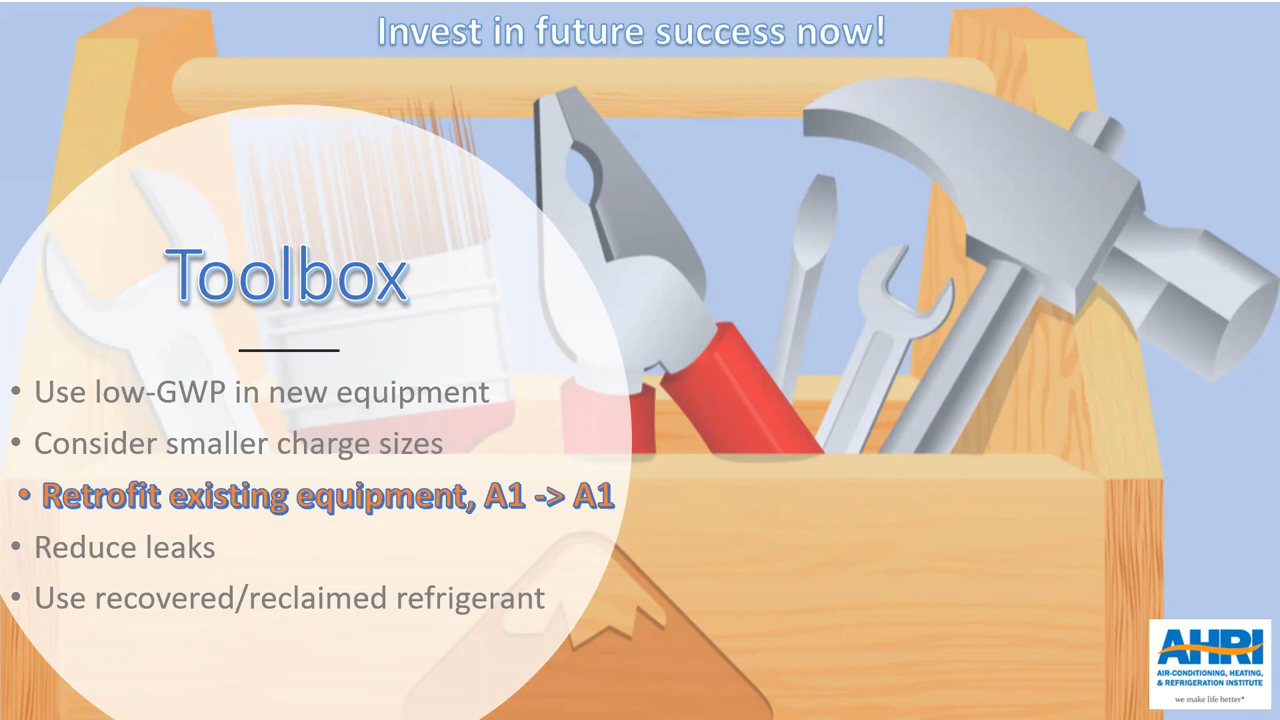 Invest in future success now!
Toolbox
• Use low-GWP in new equipment
• Consider smaller charge sizes
• Retrofit existing equipment, A1 -> A1
• Reduce leaks
• Use recovered/reclaimed refrigerant
AHRI
AIR-CONDITIONING, HEATING,
& REFRIGERATION INSTITUTE
we make life better*